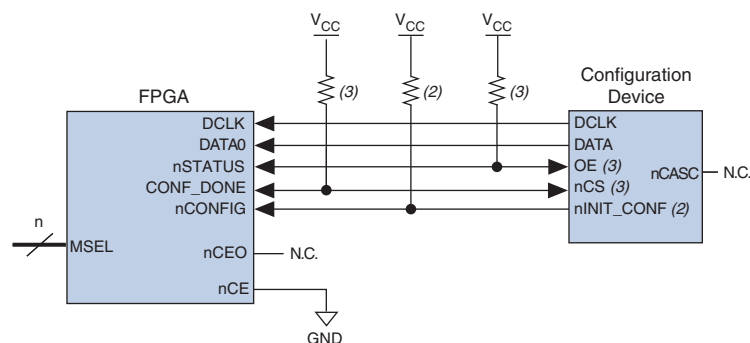 VCC VCC VCC
(3) (2) (3)
FPGA
Configuration
Device
DCLK DCLK
DATA0 DATA
nSTATUS OE (3)
nCASC N.C.
CONF_DONE nCS (3)
nCONFIG nINIT_CONF (2)
n
MSEL
nCEO N.C.
nCE
GND